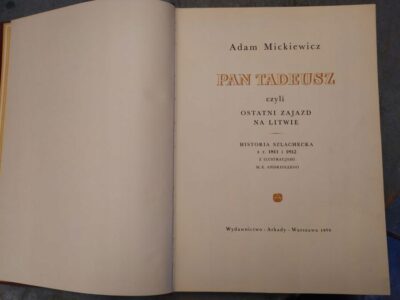 Adam Mickiewicz
PAN TADEUSZ
czyli
OSTATNI ZAJAZD
NA LITWIE
HISTORIA SZLACHECKA
z r. 1811 i 1812
Z ILUSTRACJAMI
M. E. ANDRIOLLEGO
Wydawnictwo · Arkady · Warszawa